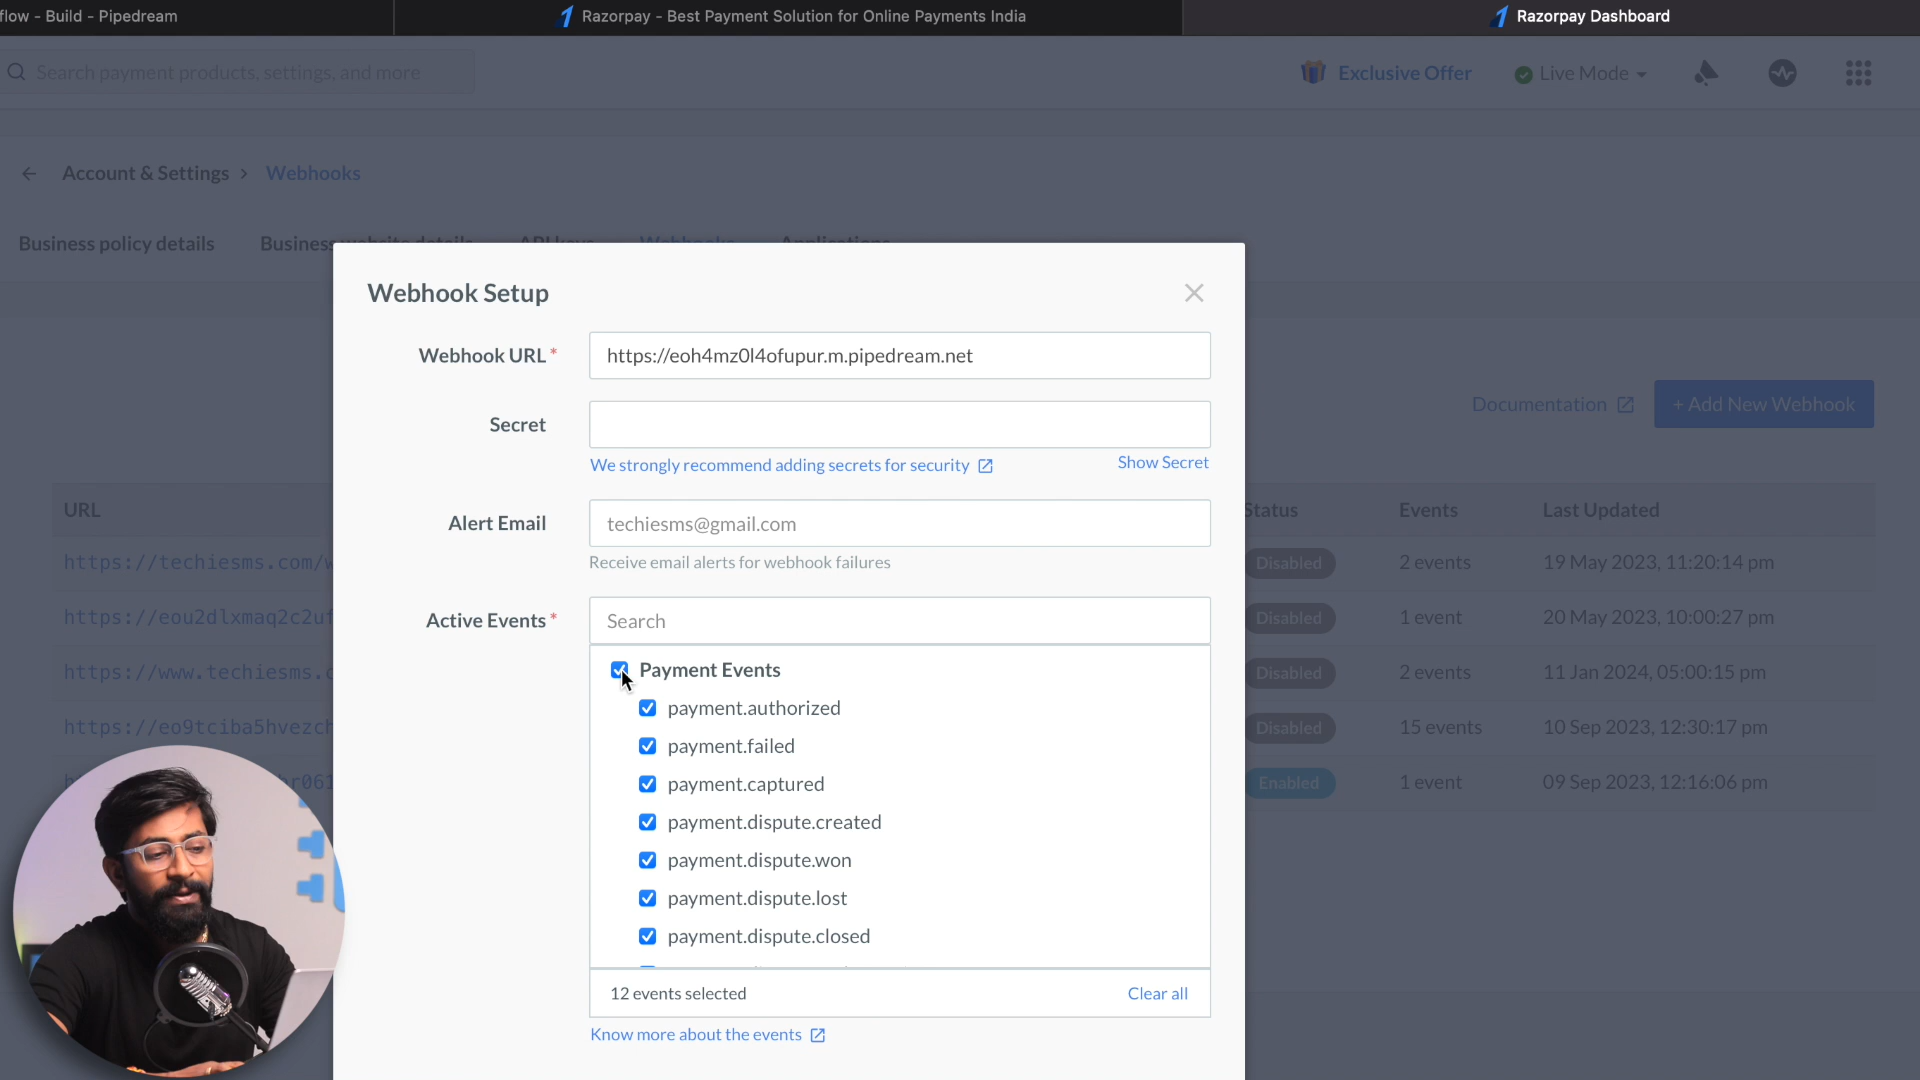 flow - Build - Pipedream
Razorpay - Best Payment Solution for Online Payments India
Razorpay Dashboard
Search payment products, settings, and more
Exclusive Offer
Live Mode
Account & Settings > Webhooks
Business policy details
Business website details
API keys
Webhooks
Applications
Webhook Setup
Webhook URL *
https://eoh4mz0l4ofupur.m.pipedream.net
Secret
We strongly recommend adding secrets for security
Show Secret
Documentation
+ Add New Webhook
Alert Email
techiesms@gmail.com
Receive email alerts for webhook failures
Active Events *
Search
Payment Events
payment.authorized
payment.failed
payment.captured
payment.dispute.created
payment.dispute.won
payment.dispute.lost
payment.dispute.closed
12 events selected
Clear all
Know more about the events
URL
Status
Events
Last Updated
https://techiesms.com/w
Disabled
2 events
19 May 2023, 11:20:14 pm
https://eou2dlxmaq2c2uf
Disabled
1 event
20 May 2023, 10:00:27 pm
https://www.techiesms.c
Disabled
2 events
11 Jan 2024, 05:00:15 pm
https://eo9tciba5hvezch
Disabled
15 events
10 Sep 2023, 12:30:17 pm
Enabled
1 event
09 Sep 2023, 12:16:06 pm